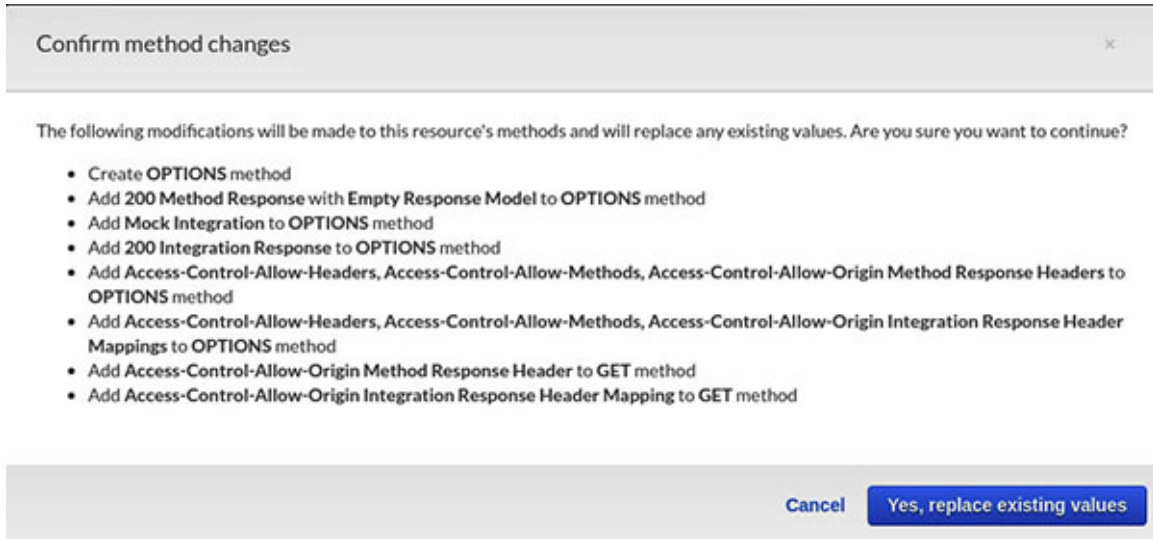 Confirm method changes ×
The following modifications will be made to this resource's methods and will replace any existing values. Are you sure you want to continue?
• Create OPTIONS method
• Add 200 Method Response with Empty Response Model to OPTIONS method
• Add Mock Integration to OPTIONS method
• Add 200 Integration Response to OPTIONS method
• Add Access-Control-Allow-Headers, Access-Control-Allow-Methods, Access-Control-Allow-Origin Method Response Headers to
OPTIONS method
• Add Access-Control-Allow-Headers, Access-Control-Allow-Methods, Access-Control-Allow-Origin Integration Response Header
Mappings to OPTIONS method
• Add Access-Control-Allow-Origin Method Response Header to GET method
• Add Access-Control-Allow-Origin Integration Response Header Mapping to GET method
Cancel Yes, replace existing values